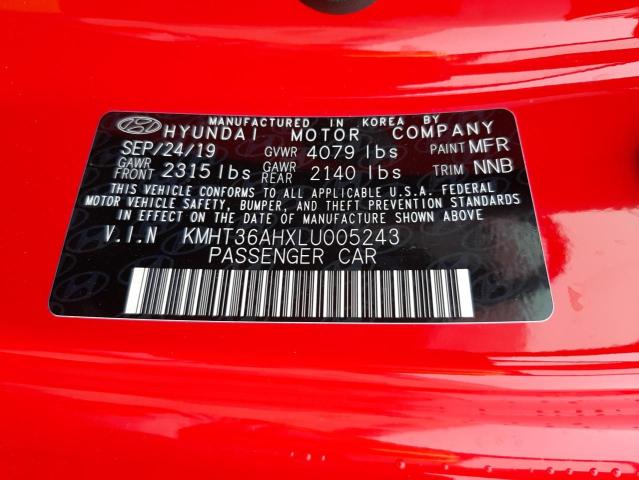 MANUFACTURED IN KOREA BY
HYUNDAI MOTOR COMPANY
SEP/24/19 GVWR 4079 lbs PAINT MFR
GAWR FRONT 2315 lbs GAWR REAR 2140 lbs TRIM NNB
THIS VEHICLE CONFORMS TO ALL APPLICABLE U.S.A. FEDERAL
MOTOR VEHICLE SAFETY, BUMPER, AND THEFT PREVENTION STANDARDS
IN EFFECT ON THE DATE OF MANUFACTURE SHOWN ABOVE.
V.I.N KMHT36AHXLU005243
PASSENGER CAR